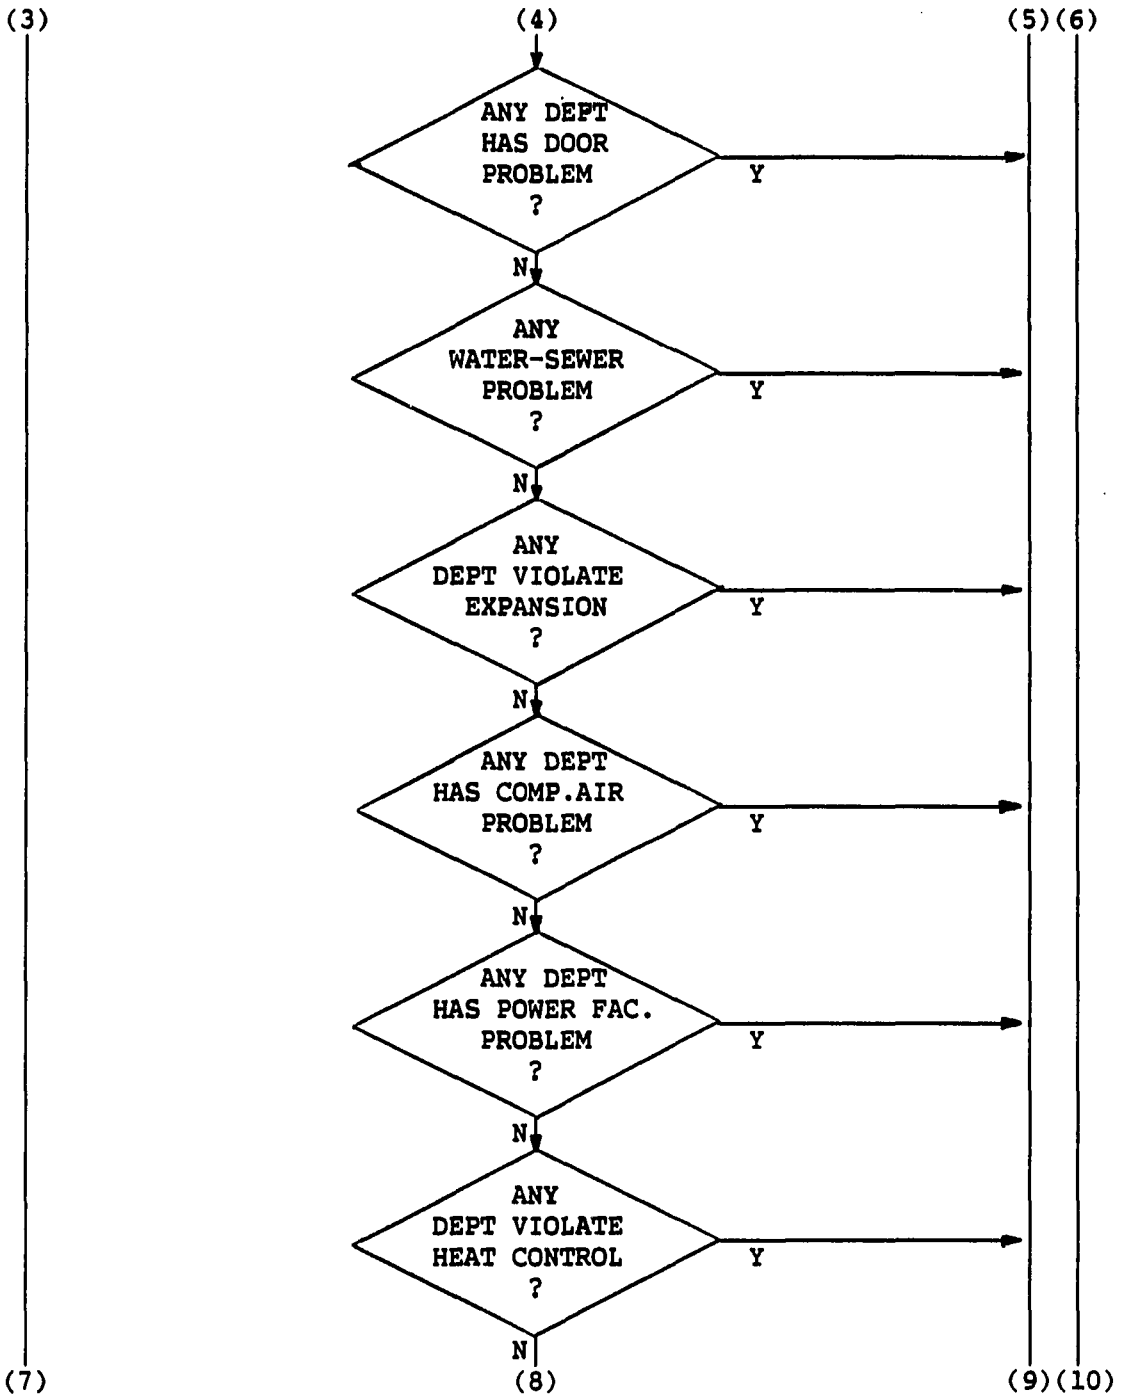 (3) (4) (5) (6)
ANY DEPT
HAS DOOR
PROBLEM
?
Y
N
ANY
WATER-SEWER
PROBLEM
?
Y
N
ANY
DEPT VIOLATE
EXPANSION
?
Y
N
ANY DEPT
HAS COMP.AIR
PROBLEM
?
Y
N
ANY DEPT
HAS POWER FAC.
PROBLEM
?
Y
N
ANY
DEPT VIOLATE
HEAT CONTROL
?
Y
N
(7) (8) (9) (10)